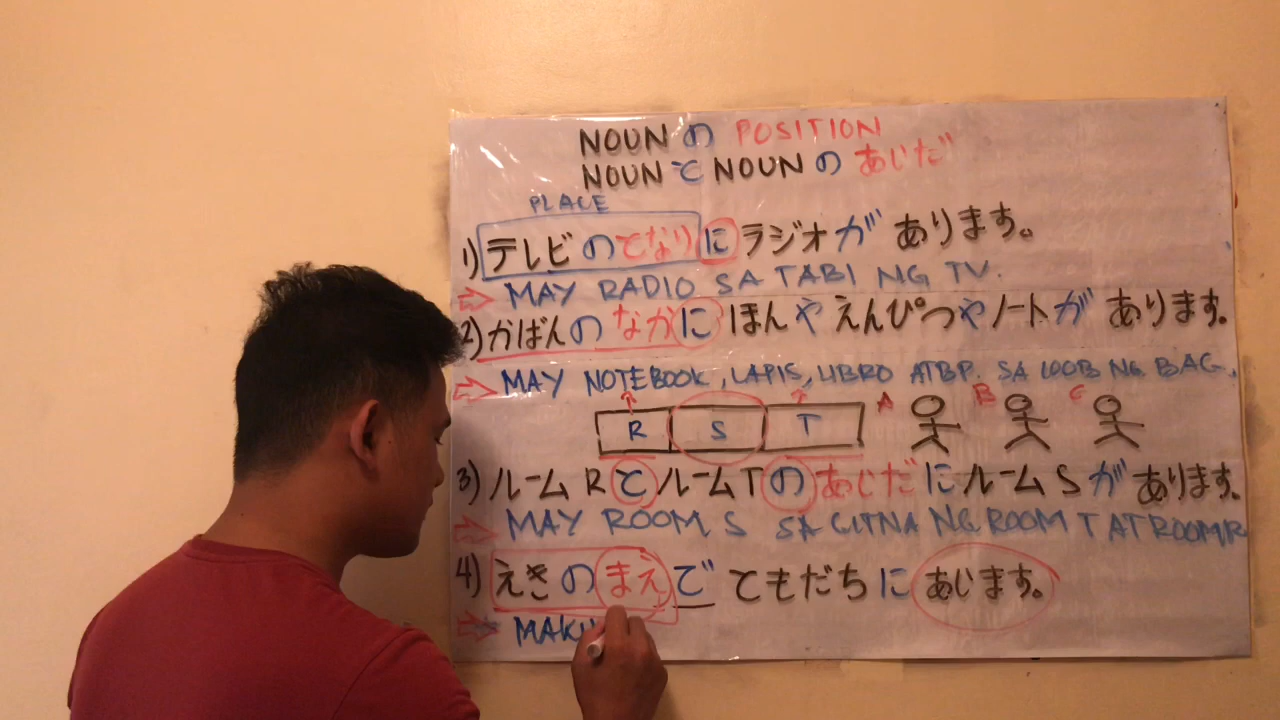 NOUN の POSITION
NOUN と NOUN の あいだ
PLACE
1) テレビのとなりに ラジオが あります。
⇨ MAY RADIO SA TABI NG TV.
2) かばんの なかに ほんや えんぴつや ノートが あります。
⇨ MAY NOTEBOOK, LAPIS, LIBRO ATBP. SA LOOB NG BAG.
R S T A B C
3) ルーム R と ルーム T の あいだ に ルーム S が あります。
⇨ MAY ROOM S SA GITNA NG ROOM T AT ROOM R
4) えきの まえ で ともだち に あいます。
⇨ MAKI